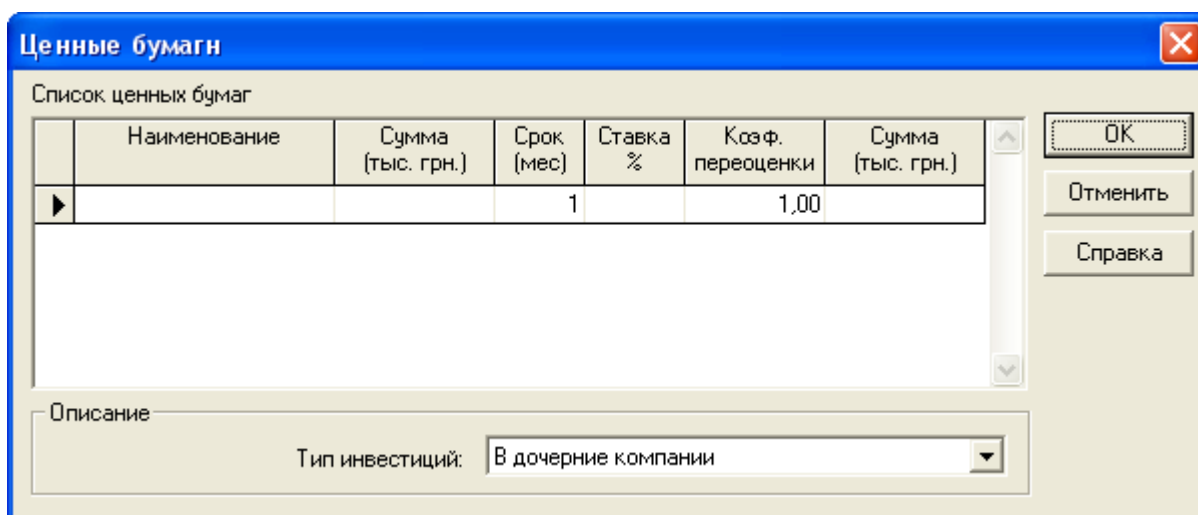 Ценные бумагн
Список ценных бумаг
Наименование Сумма (тыс. грн.) Срок (мес) Ставка % Коэф. переоценки Сумма (тыс. грн.)
1 1,00
OK
Отменить
Справка
Описание
Тип инвестиций: В дочерние компании